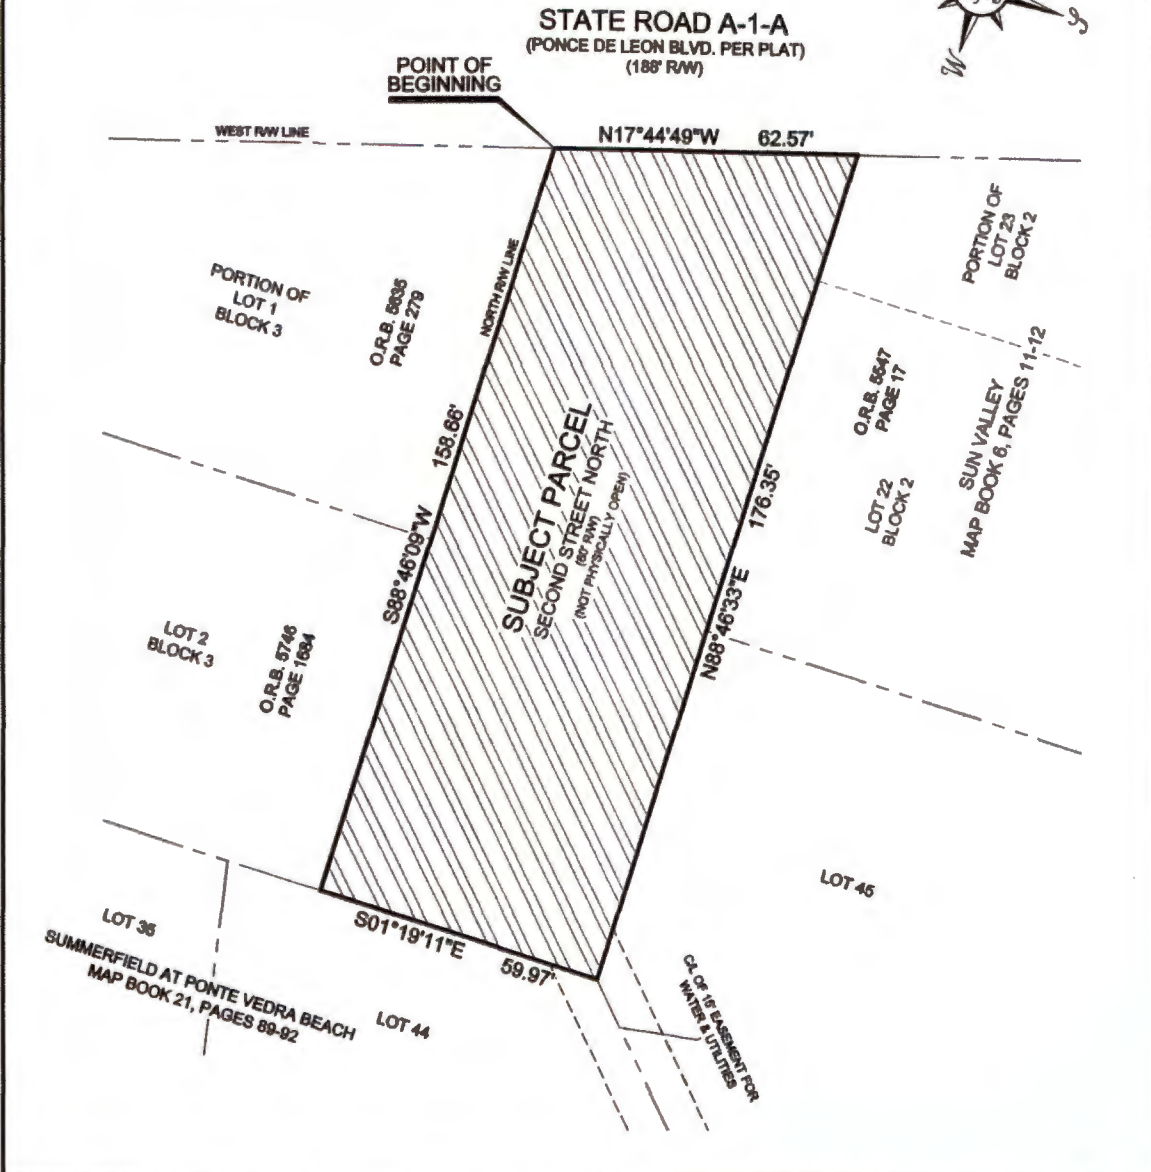 STATE ROAD A-1-A
(PONCE DE LEON BLVD. PER PLAT)
(188' R/W)
S
W
POINT OF
BEGINNING
WEST R/W LINE
N17°44'49"W 62.57'
PORTION OF
LOT 23
BLOCK 2
PORTION OF
LOT 1
BLOCK 3
O.R.B. 5635
PAGE 279
NORTH R/W LINE
158.66'
S88°46'09"W
SUBJECT PARCEL
SECOND STREET NORTH
(60' R/W)
(NOT PHYSICALLY OPEN)
176.35'
N88°46'33"E
O.R.B. 5547
PAGE 17
LOT 22
BLOCK 2
SUN VALLEY
MAP BOOK 6, PAGES 11-12
LOT 2
BLOCK 3
O.R.B. 5746
PAGE 1684
LOT 45
S01°19'11"E
59.97'
LOT 36
SUMMERFIELD AT PONTE VEDRA BEACH
MAP BOOK 21, PAGES 89-92
LOT 44
C/L OF 15' EASEMENT FOR
WATER & UTILITIES